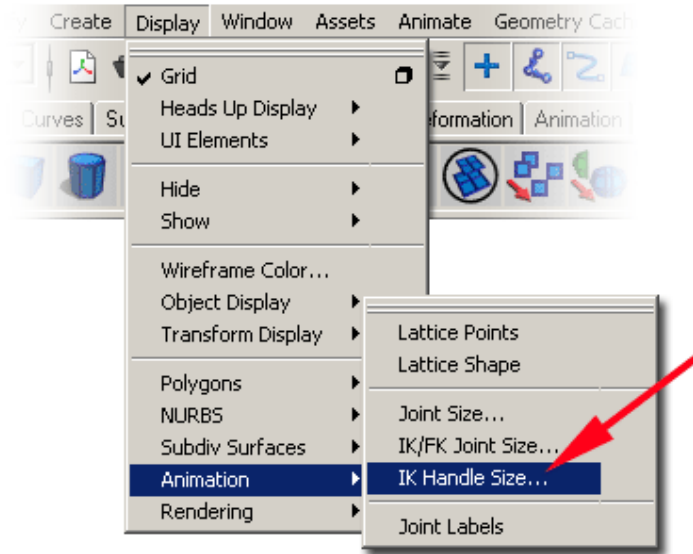 Create Display Window Assets Animate Geometry Cach
Curves
formation Animation
Grid
Heads Up Display
UI Elements
Hide
Show
Wireframe Color...
Object Display
Transform Display
Polygons
NURBS
Subdiv Surfaces
Animation
Rendering
Lattice Points
Lattice Shape
Joint Size...
IK/FK Joint Size...
IK Handle Size...
Joint Labels